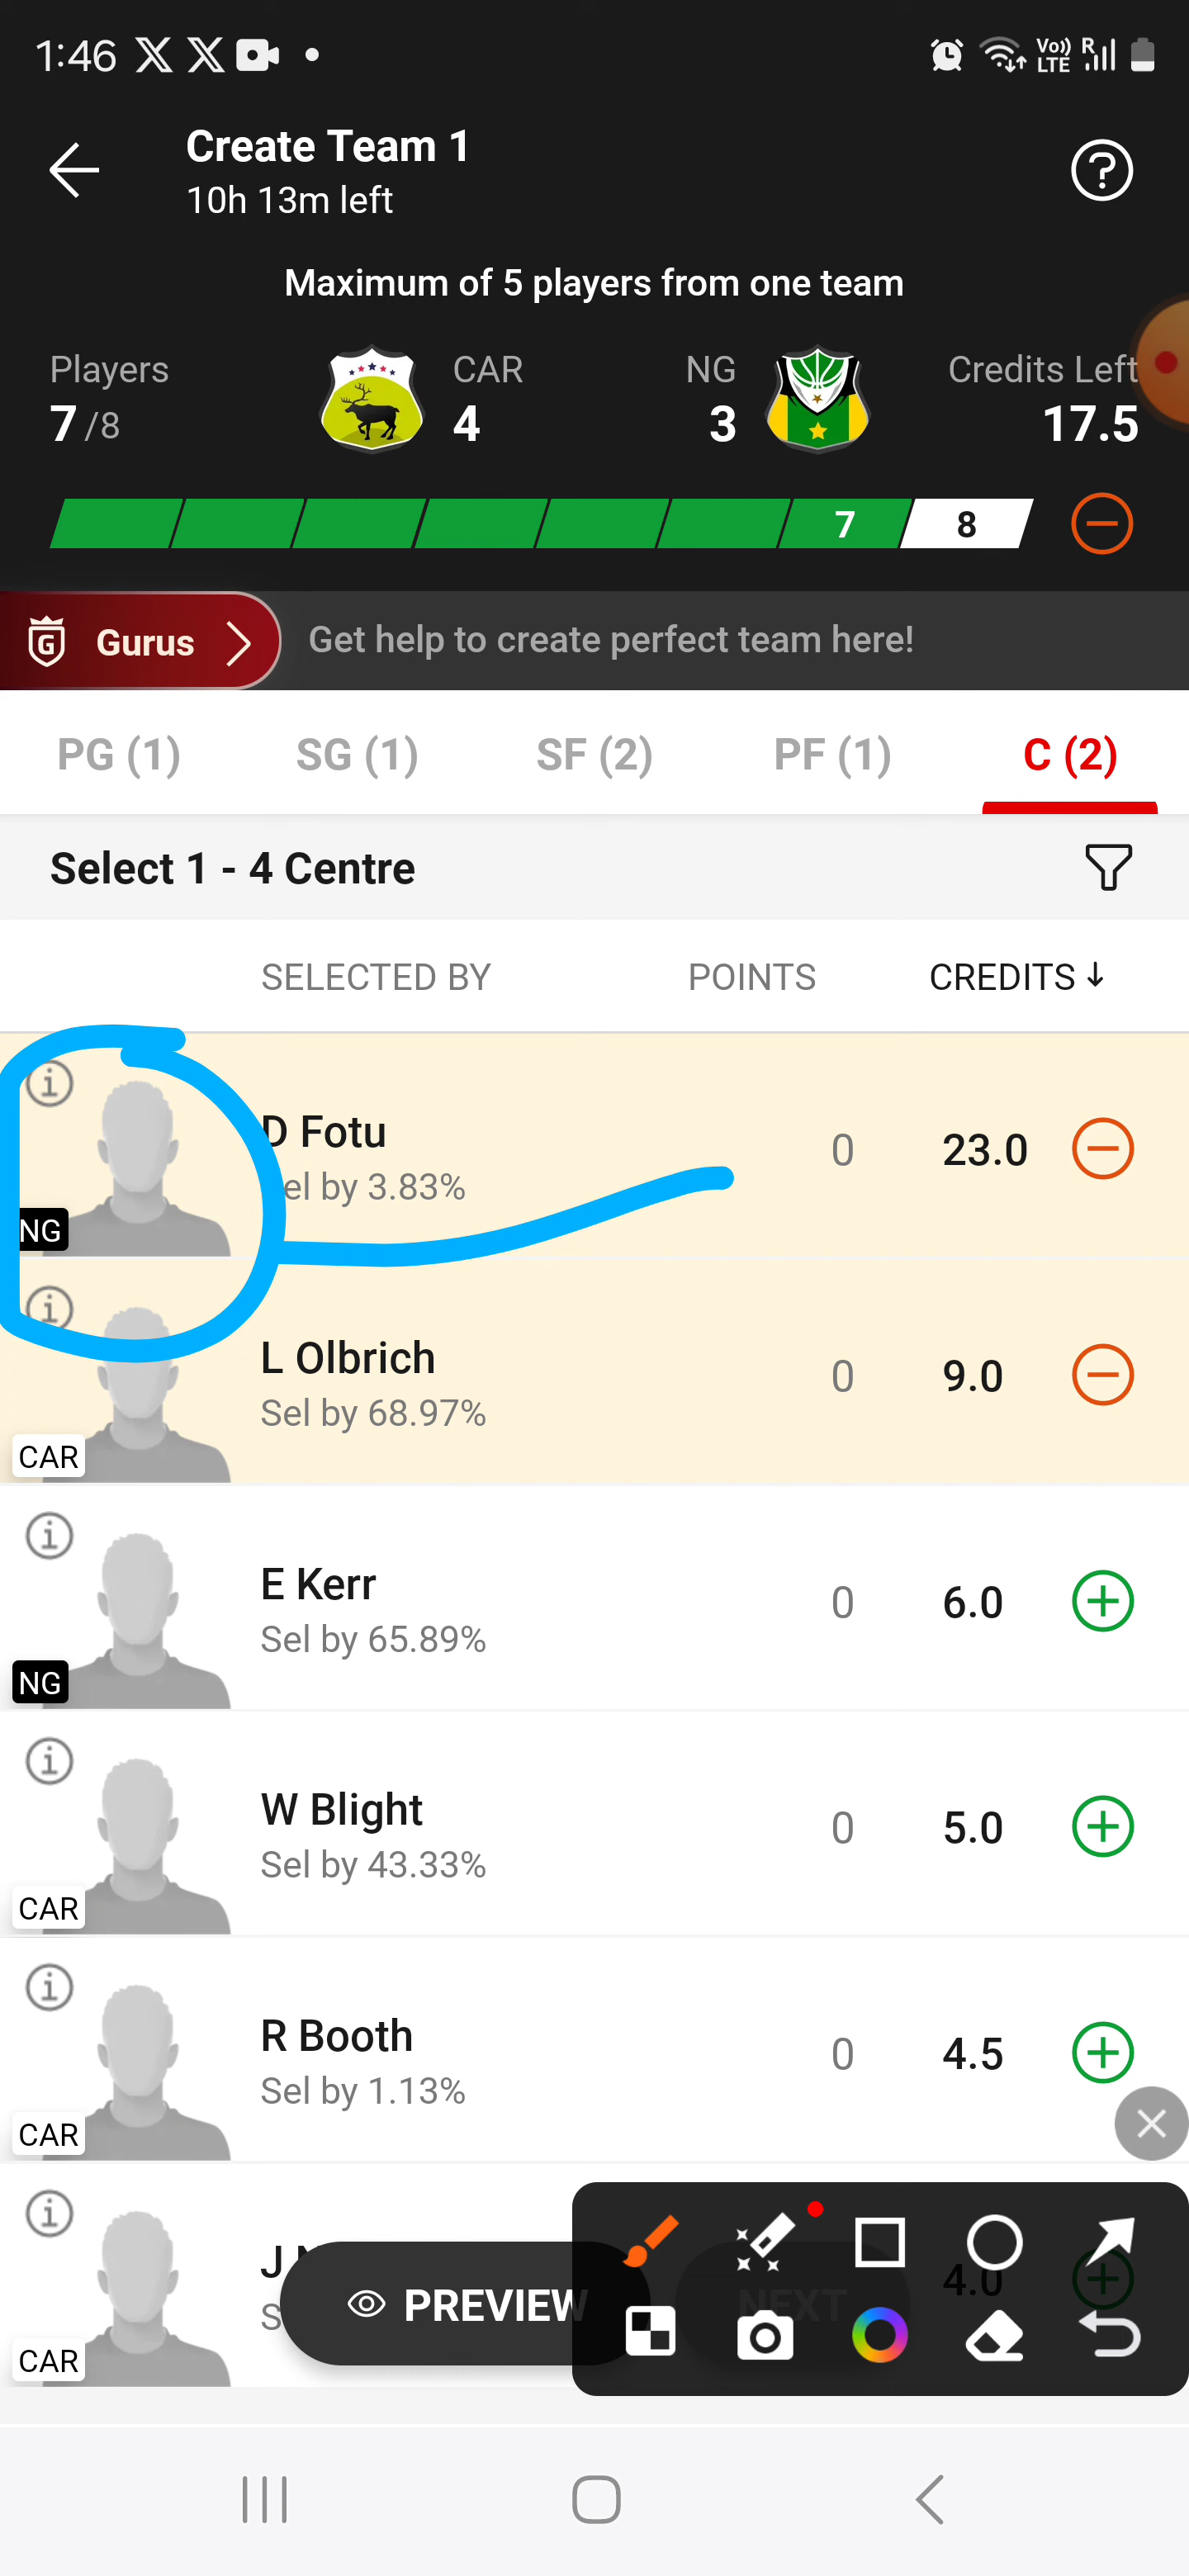 1:46
Vo)) LTE R
Create Team 1
10h 13m left
Maximum of 5 players from one team
Players CAR NG Credits Left
7/8 4 3 17.5
7 8
G Gurus Get help to create perfect team here!
PG (1) SG (1) SF (2) PF (1) C (2)
Select 1 - 4 Centre
SELECTED BY POINTS CREDITS
D Fotu 0 23.0
el by 3.83%
NG
L Olbrich 0 9.0
Sel by 68.97%
CAR
E Kerr 0 6.0
Sel by 65.89%
NG
W Blight 0 5.0
Sel by 43.33%
CAR
R Booth 0 4.5
Sel by 1.13%
CAR
J 4.0
S
PREVIEW NEXT
CAR